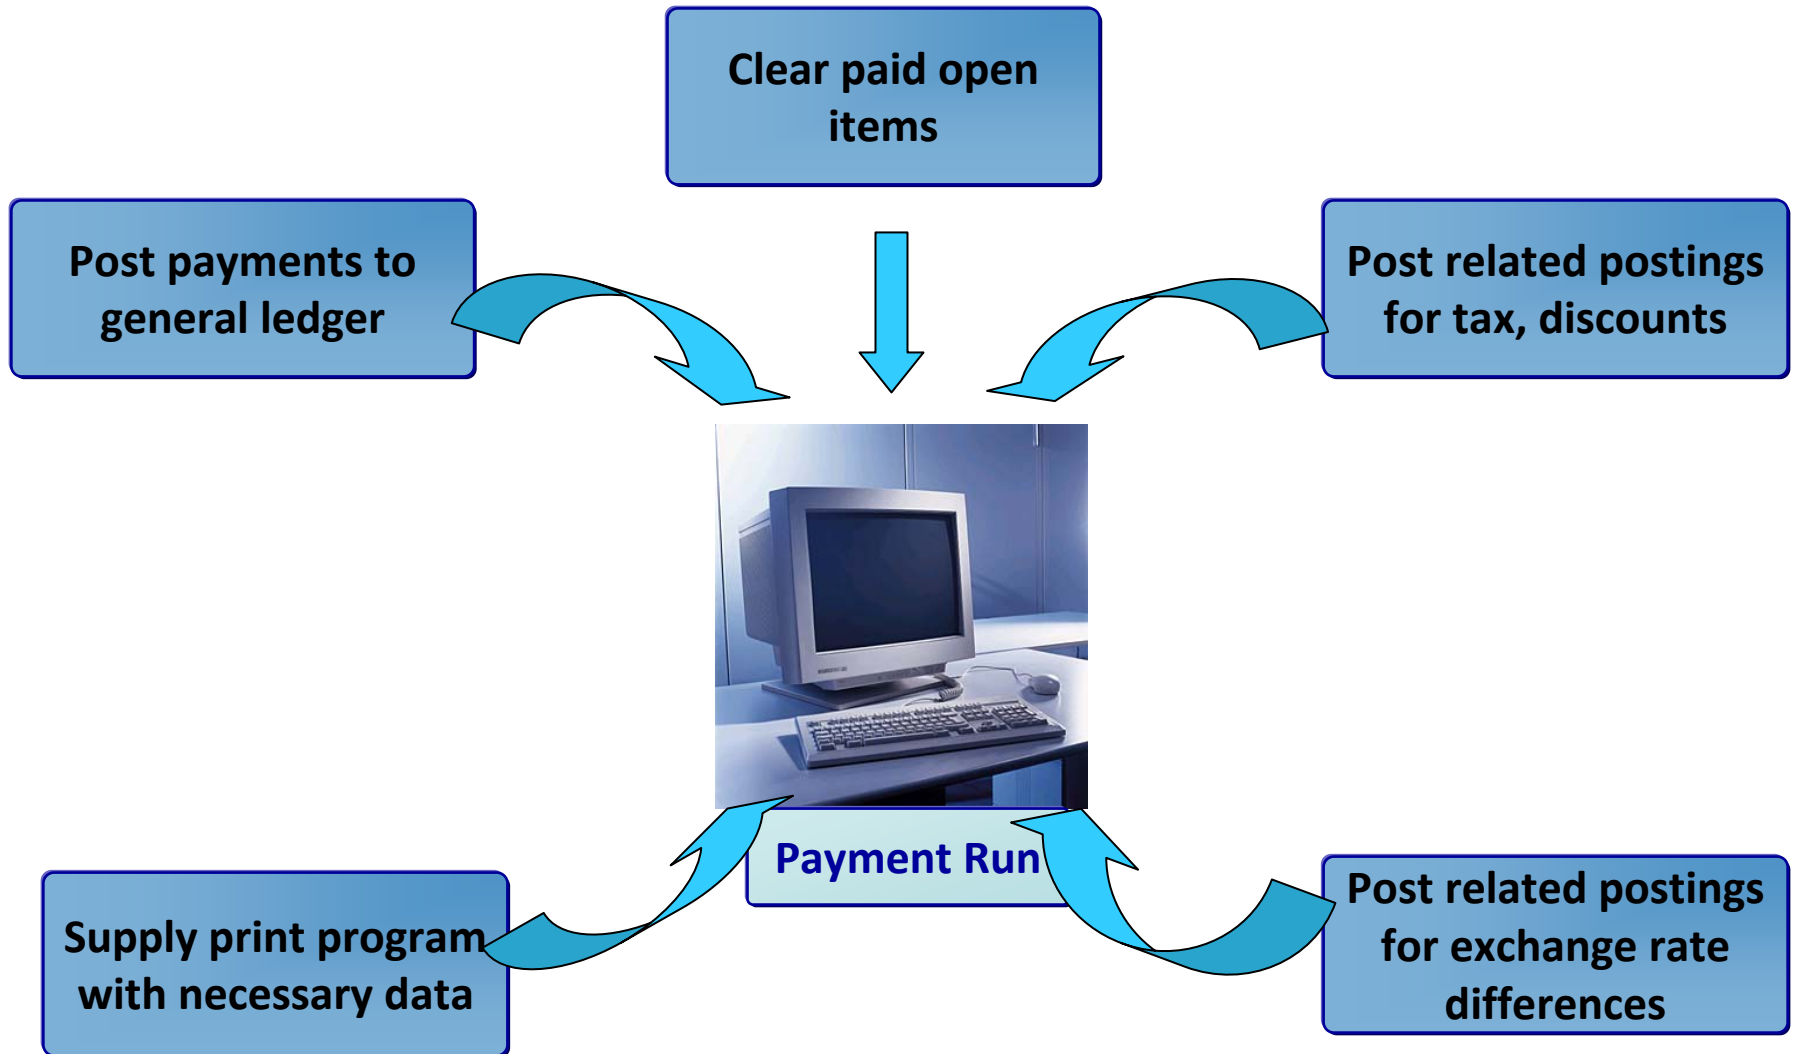 Clear paid open
items
Post payments to
general ledger
Post related postings
for tax, discounts
Payment Run
Supply print program
with necessary data
Post related postings
for exchange rate
differences